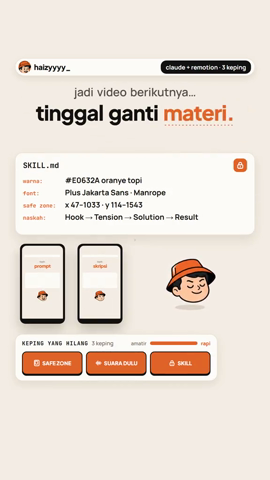 haizyyyy_
claude + remotion · 3 keping
jadi video berikutnya...
tinggal ganti materi.
SKILL.md
warna: #E0632A oranye topi
font: Plus Jakarta Sans · Manrope
safe zone: x 47–1033 · y 114–1543
naskah: Hook → Tension → Solution → Result
prompt
skripsi
KEPING YANG HILANG 3 keping
amatir rapi
SAFE ZONE
SUARA DULU
SKILL